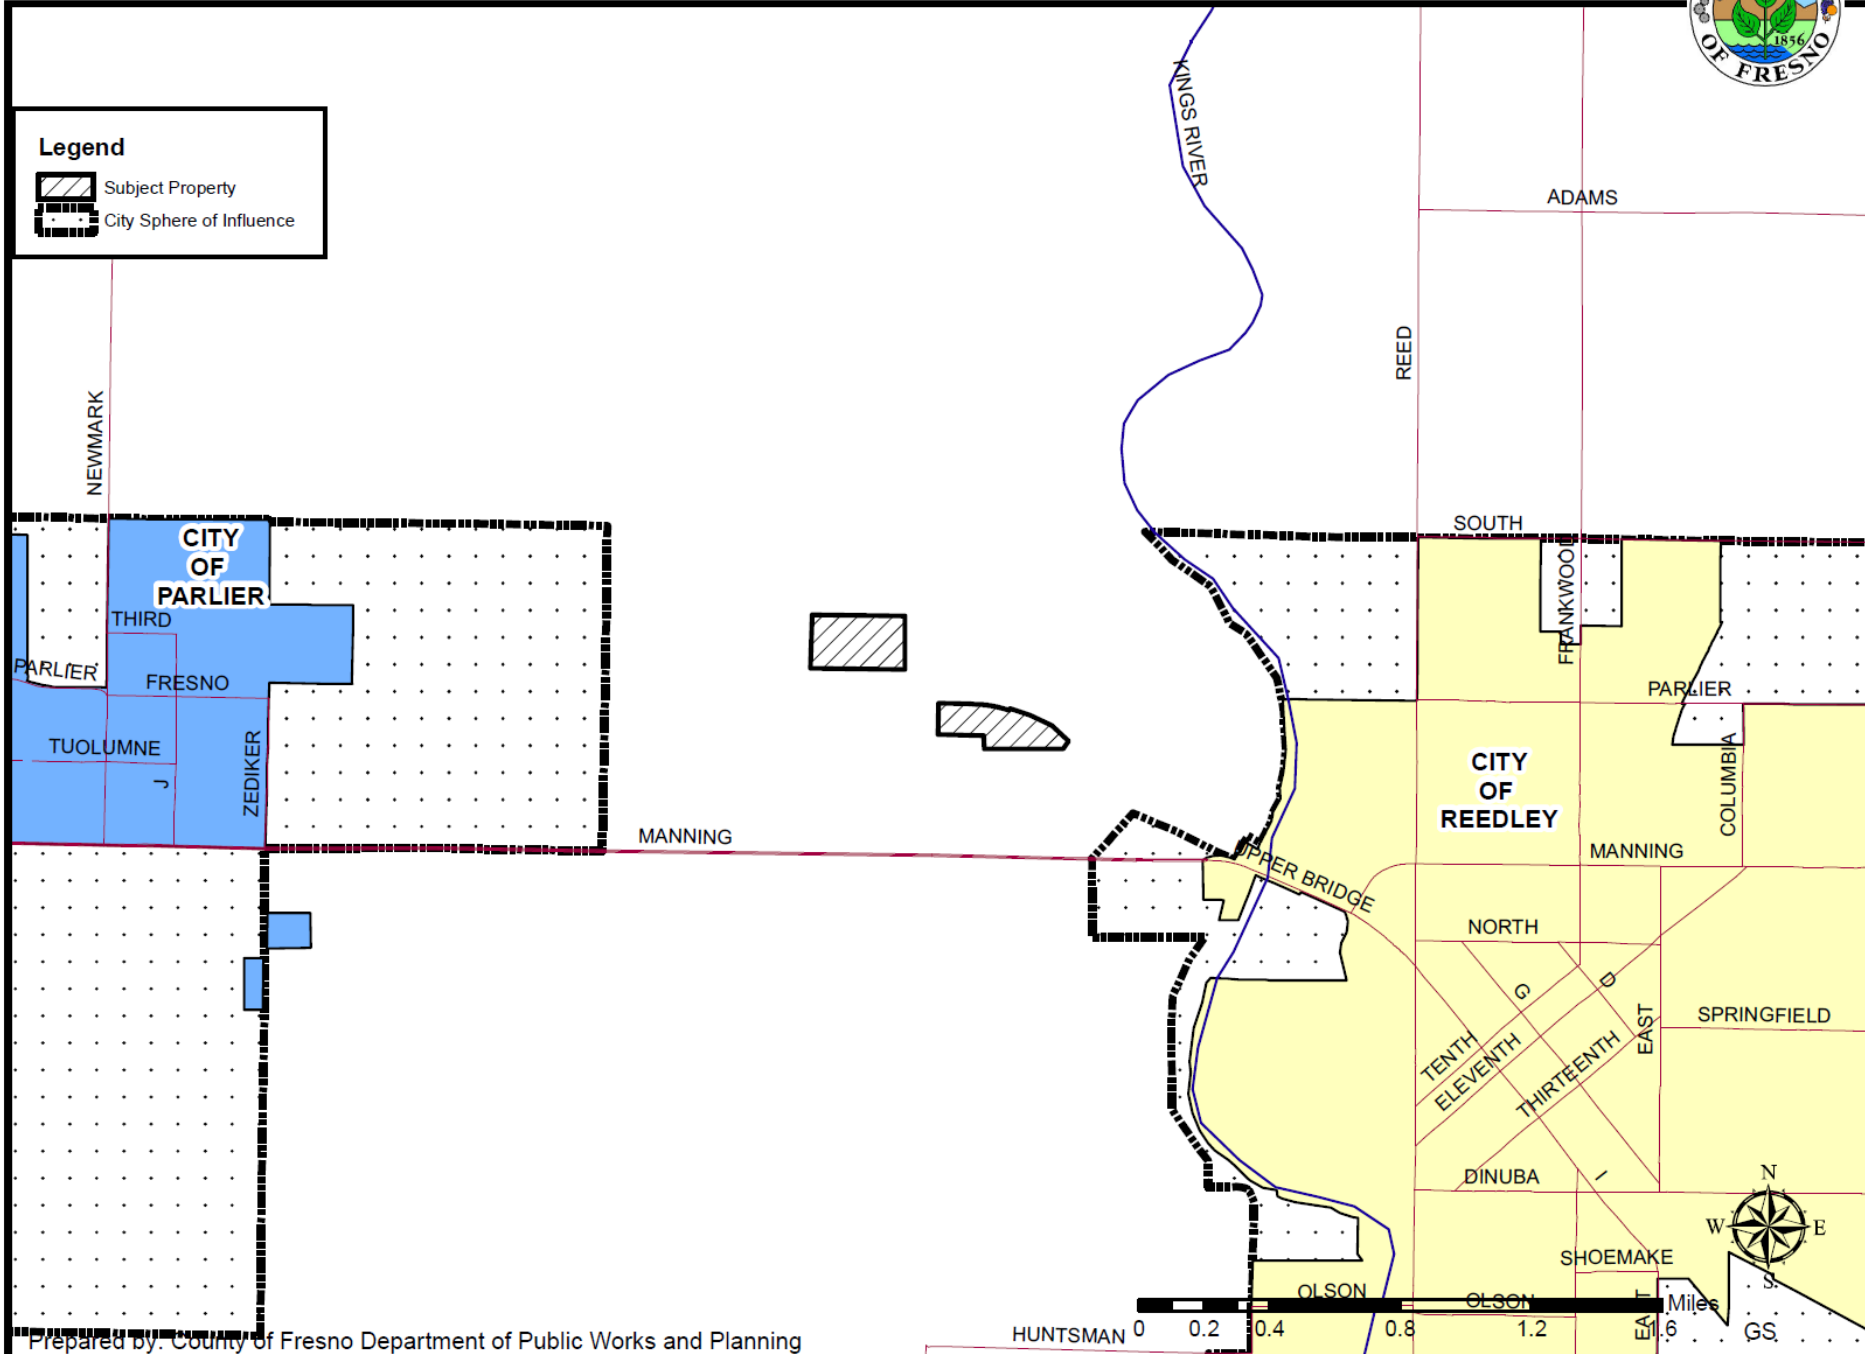 1856
OF FRESNO
KINGS RIVER
Legend
Subject Property
City Sphere of Influence
ADAMS
REED
NEWMARK
SOUTH
CITY
OF
PARLIER
FRANKWOOD
THIRD
PARLIER
FRESNO
PARLIER
TUOLUMNE
J
ZEDIKER
CITY
OF
REEDLEY
COLUMBIA
MANNING
MANNING
UPPER BRIDGE
NORTH
G
D
SPRINGFIELD
EAST
TENTH
ELEVENTH
THIRTEENTH
DINUBA
I
N
W
E
S
SHOEMAKE
OLSON
OLSON
Miles
0 0.2 0.4 0.8 1.2 1.6
EAST
GS
HUNTSMAN
Prepared by: County of Fresno Department of Public Works and Planning